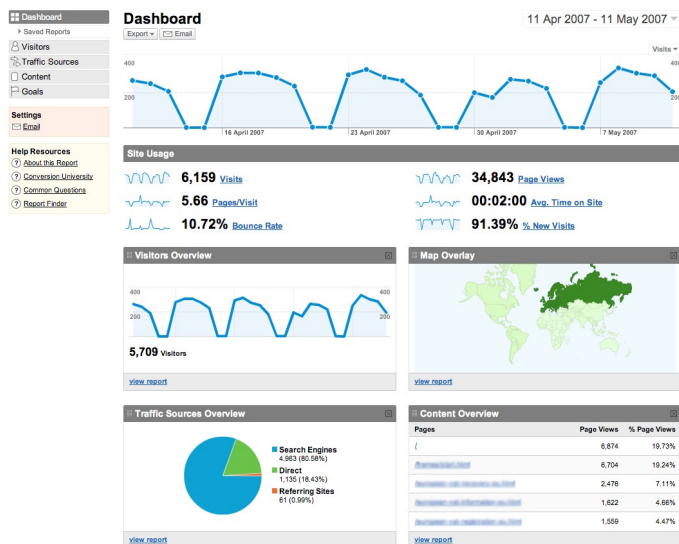 Dashboard
Saved Reports
Visitors
Traffic Sources
Content
Goals
Settings
Email
Help Resources
About this Report
Conversion University
Common Questions
Report Finder
Dashboard
11 Apr 2007 - 11 May 2007
Export
Email
Visits
400
400
200
200
16 April 2007
23 April 2007
30 April 2007
7 May 2007
Site Usage
6,159 Visits
34,843 Page Views
5.66 Pages/Visit
00:02:00 Avg. Time on Site
10.72% Bounce Rate
91.39% % New Visits
Visitors Overview
400
400
200
200
5,709 Visitors
view report
Map Overlay
view report
Traffic Sources Overview
Search Engines
4,963 (80.58%)
Direct
1,135 (18.43%)
Referring Sites
61 (0.99%)
view report
Content Overview
Pages Page Views % Page Views
/ 6,874 19.73%
6,704 19.24%
2,478 7.11%
1,622 4.66%
1,559 4.47%
view report